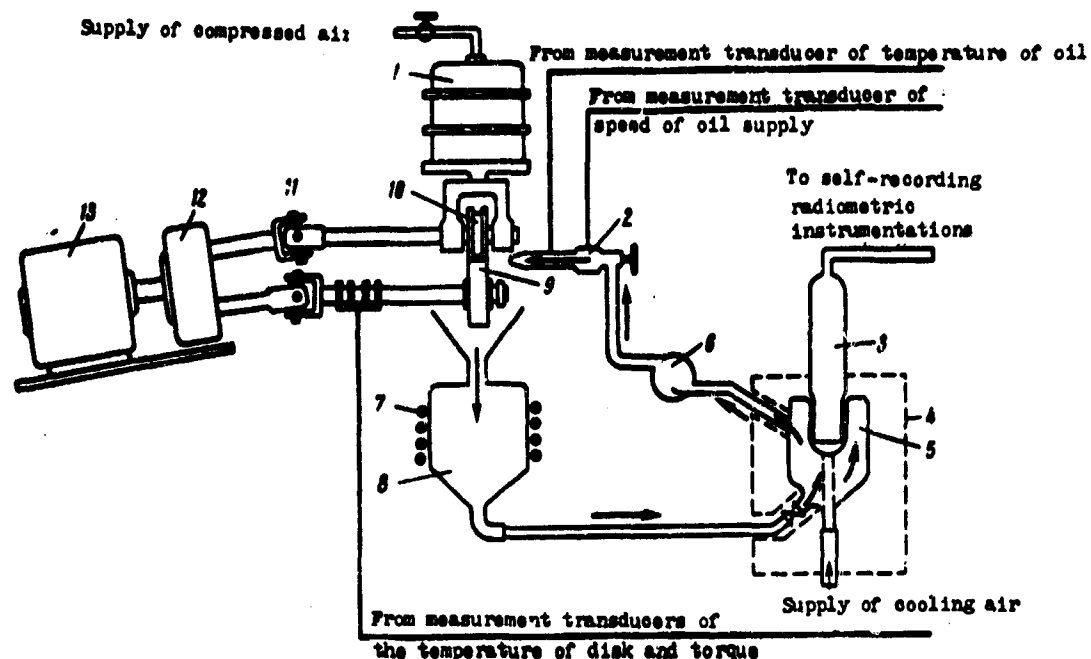 Supply of compressed air
From measurement transducer of temperature of oil
1
From measurement transducer of
speed of oil supply
To self-recording
radiometric
instrumentations
10
11
12
13
2
9
3
6
4
5
7
8
Supply of cooling air
From measurement transducers of
the temperature of disk and torque